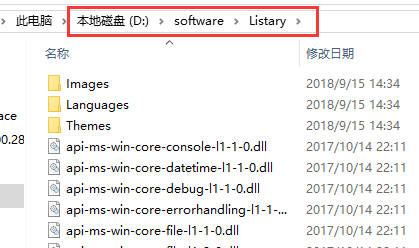 此电脑 > 本地磁盘 (D:) > software > Listary >
名称 修改日期
Images 2018/9/15 14:34
Languages 2018/9/15 14:34
Themes 2018/9/15 14:34
api-ms-win-core-console-l1-1-0.dll 2017/10/14 22:11
api-ms-win-core-datetime-l1-1-0.dll 2017/10/14 22:11
api-ms-win-core-debug-l1-1-0.dll 2017/10/14 22:11
api-ms-win-core-errorhandling-l1-1-... 2017/10/14 22:11
api-ms-win-core-file-l1-1-0.dll 2017/10/14 22:11
ace
00.28